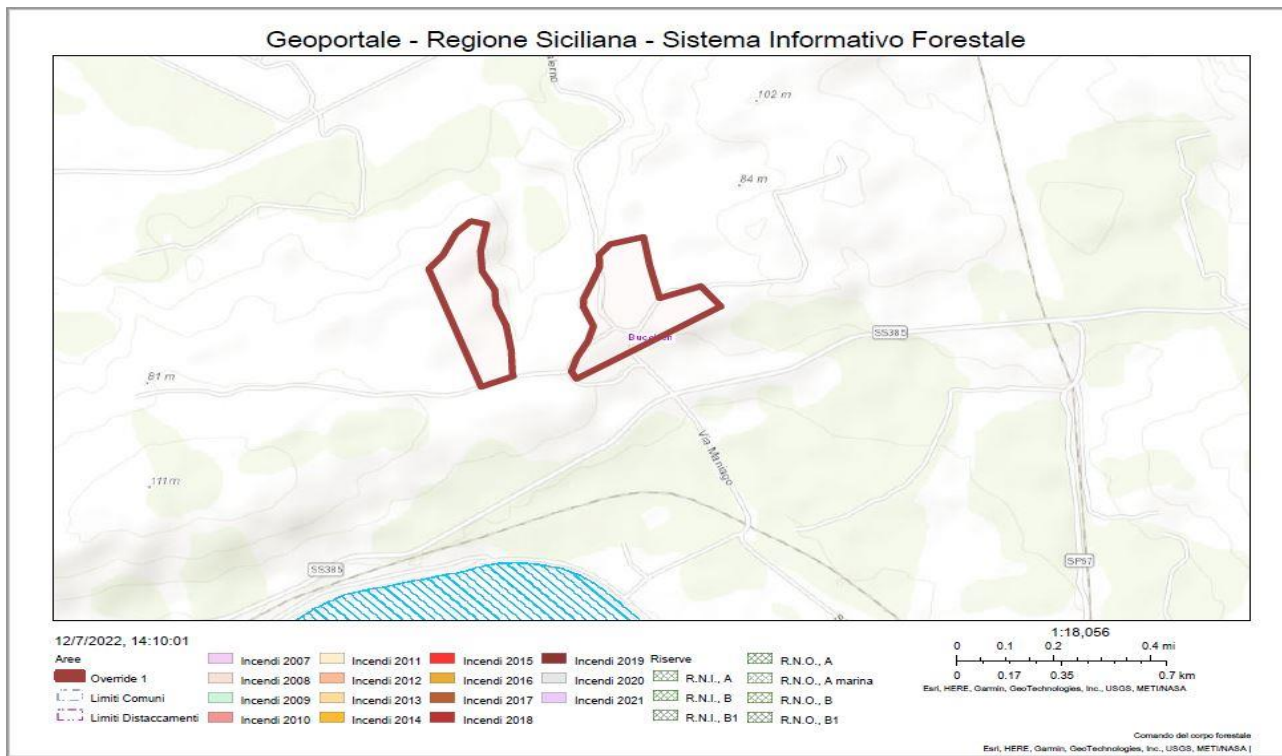 Geoportale - Regione Siciliana - Sistema Informativo Forestale
102 m
84 m
SS385
81 m
Via Maniago
111 m
SS385
12/7/2022, 14:10:01
1:18,056
Aree
Override 1
Limiti Comuni
Limiti Distaccamenti
Incendi 2007
Incendi 2008
Incendi 2009
Incendi 2010
Incendi 2011
Incendi 2012
Incendi 2013
Incendi 2014
Incendi 2015
Incendi 2016
Incendi 2017
Incendi 2018
Incendi 2019
Incendi 2020
Incendi 2021
Riserve
R.N.I., A
R.N.I., B
R.N.I., B1
R.N.O., A
R.N.O., A marina
R.N.O., B
R.N.O., B1
0 0.1 0.2 0.4 mi
0 0.17 0.35 0.7 km
Esri, HERE, Garmin, GeoTechnologies, Inc., USGS, METI/NASA
Comando del corpo forestale
Esri, HERE, Garmin, GeoTechnologies, Inc., USGS, METI/NASA |